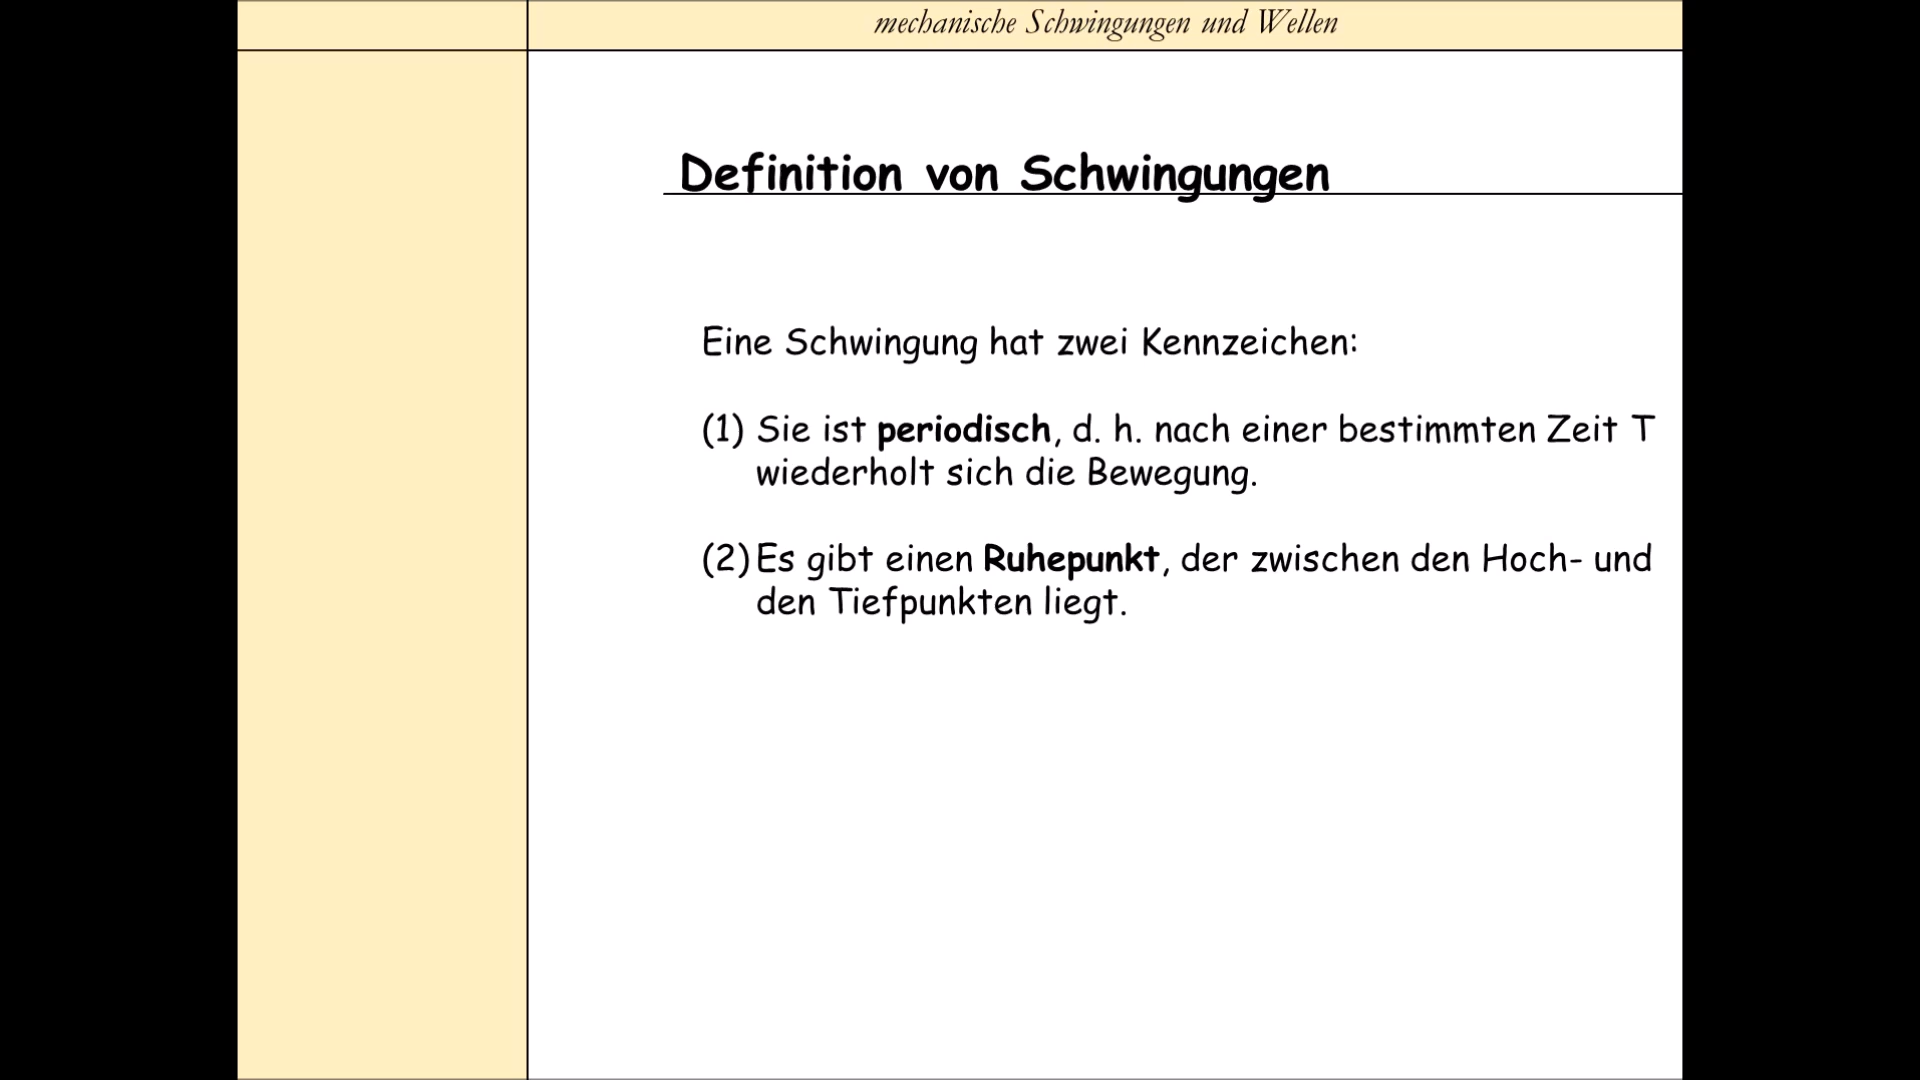 mechanische Schwingungen und Wellen
Definition von Schwingungen
Eine Schwingung hat zwei Kennzeichen:
(1) Sie ist periodisch, d. h. nach einer bestimmten Zeit T
wiederholt sich die Bewegung.
(2) Es gibt einen Ruhepunkt, der zwischen den Hoch- und
den Tiefpunkten liegt.